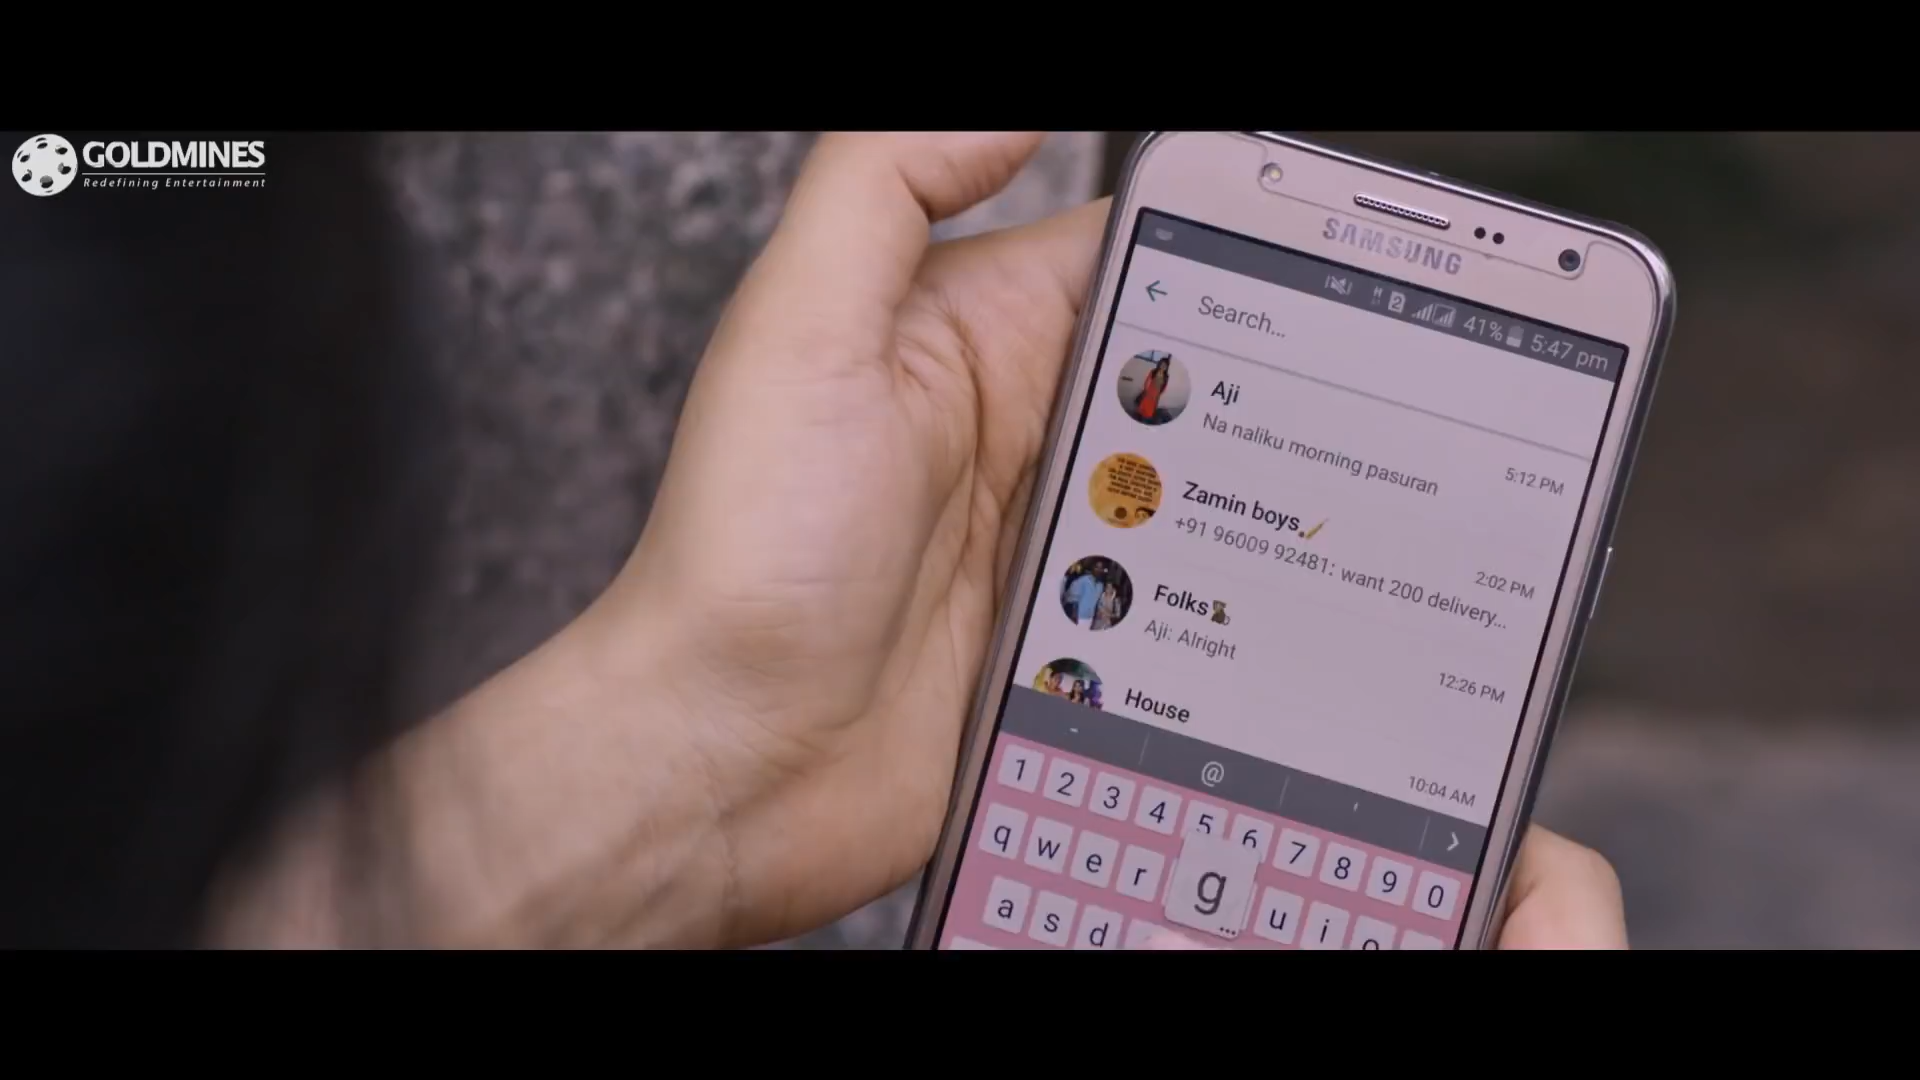 GOLDMINES
Redefining Entertainment
SAMSUNG
2 41% 5:47 pm
Search...
Aji
Na naliku morning pasuran
5:12 PM
Zamin boys
+91 96009 92481: want 200 delivery...
2:02 PM
Folks
Aji: Alright
12:26 PM
House
10:04 AM
@
1 2 3 4 5 6 7 8 9 0
q w e r g u i o
a s d